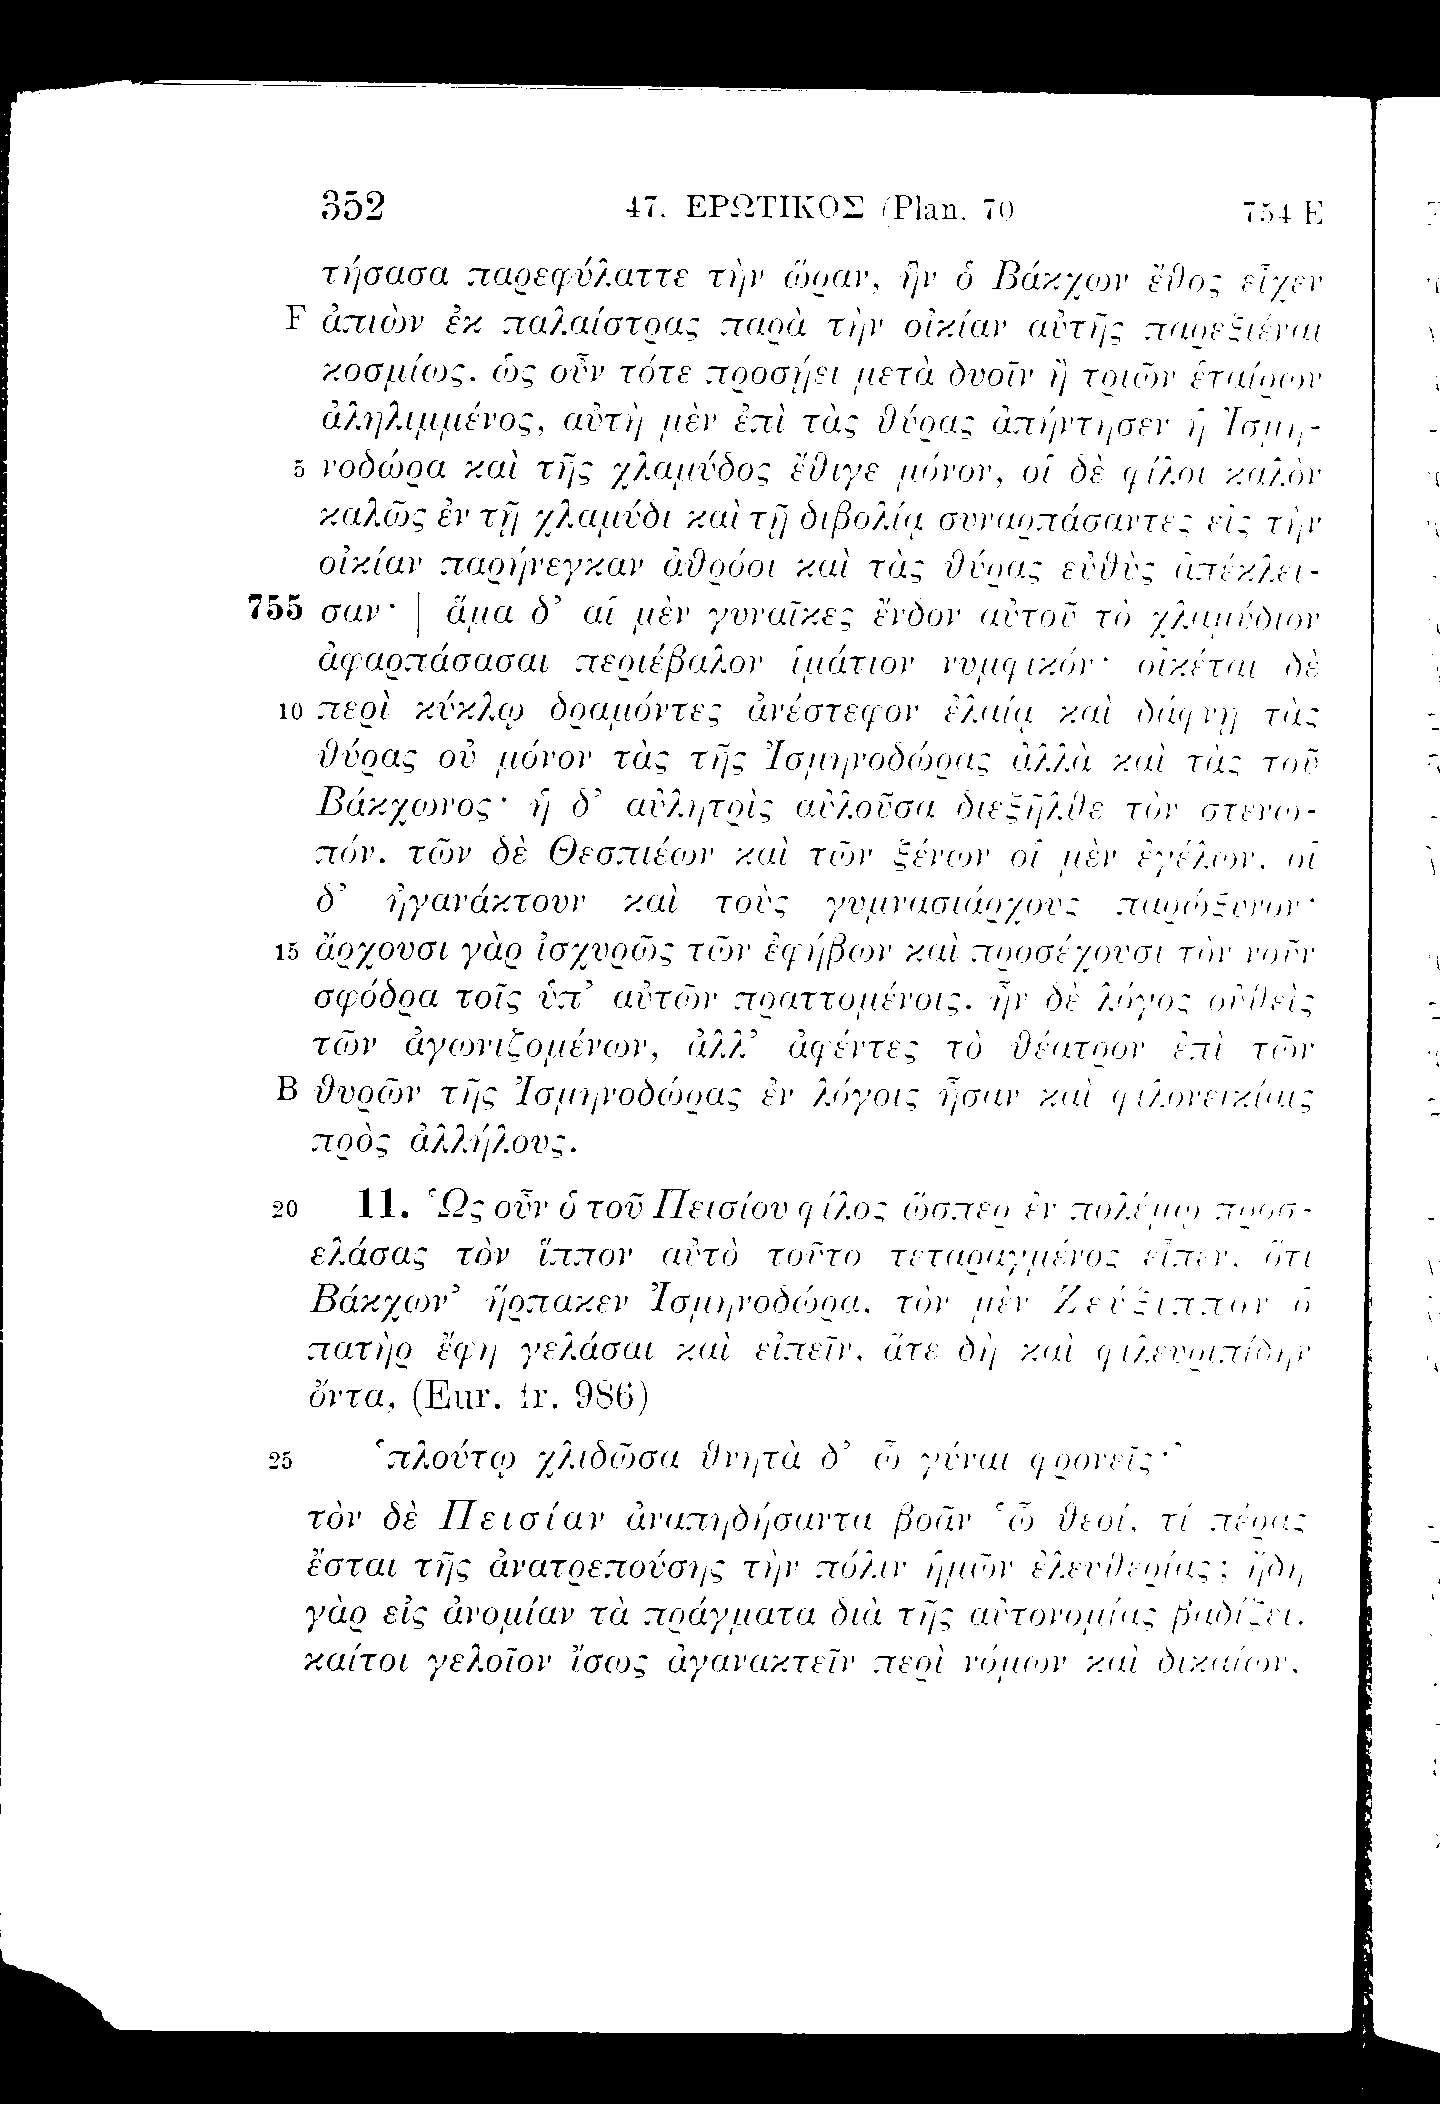 352 47. ΕΡΩΤΙΚΟΣ (Plan. 70 754 E
τήσασα παρεφύλαττε τὴν ὥραν, ἣν ὁ Βάκχων ἔθος εἶχεν
F ἀπιὼν ἐκ παλαίστρας παρὰ τὴν οἰκίαν αὐτῆς παρεξιέναι
κοσμίως. ὡς οὖν τότε προσῄει μετὰ δυοῖν ἢ τριῶν ἑταίρων
ἀληλιμμένος, αὐτὴ μὲν ἐπὶ τὰς θύρας ἀπήντησεν ἡ Ἰσμη-
5 νοδώρα καὶ τῆς χλαμύδος ἔθιγε μόνον, οἱ δὲ φίλοι καλὸν
καλῶς ἐν τῇ χλαμύδι καὶ τῇ διβολίᾳ συναρπάσαντες εἰς τὴν
οἰκίαν παρήνεγκαν ἀθρόοι καὶ τὰς θύρας εὐθὺς ἀπέκλει-
755 σαν· | ἅμα δ’ αἱ μὲν γυναῖκες ἔνδον αὐτοῦ τὸ χλαμύδιον
ἀφαρπάσασαι περιέβαλον ἱμάτιον νυμφικόν· οἰκέται δὲ
10 περὶ κύκλῳ δραμόντες ἀνέστεφον ἐλαίᾳ καὶ δάφνῃ τὰς
θύρας οὐ μόνον τὰς τῆς Ἰσμηνοδώρας ἀλλὰ καὶ τὰς τοῦ
Βάκχωνος· ἡ δ’ αὐλητρὶς αὐλοῦσα διεξῆλθε τὸν στενω-
πόν. τῶν δὲ Θεσπιέων καὶ τῶν ξένων οἱ μὲν ἐγέλων, οἱ
δ’ ἠγανάκτουν καὶ τοὺς γυμνασιάρχους παρώξυνον·
15 ἄρχουσι γὰρ ἰσχυρῶς τῶν ἐφήβων καὶ προσέχουσι τὸν νοῦν
σφόδρα τοῖς ὑπ’ αὐτῶν πραττομένοις. ἦν δὲ λόγος οὐθεὶς
τῶν ἀγωνιζομένων, ἀλλ’ ἀφέντες τὸ θέατρον ἐπὶ τῶν
B θυρῶν τῆς Ἰσμηνοδώρας ἐν λόγοις ἦσαν καὶ φιλονεικίαις
πρὸς ἀλλήλους.
20 11. Ὡς οὖν ὁ τοῦ Πεισίου φίλος ὥσπερ ἐν πολέμῳ προσ-
ελάσας τὸν ἵππον αὐτὸ τοῦτο τεταραγμένος εἶπεν, ὅτι
Βάκχων’ ἥρπακεν Ἰσμηνοδώρα, τὸν μὲν Ζεύξιππον ὁ
πατὴρ ἔφη γελάσαι καὶ εἰπεῖν, ἅτε δὴ καὶ φιλευριπίδην
ὄντα, (Eur. fr. 986)
25 ‘πλούτῳ χλιδῶσα θνητὰ δ’ ὦ γύναι φρονεῖς·’
τὸν δὲ Πεισίαν ἀναπηδήσαντα βοᾶν ‘ὦ θεοί, τί πέρας
ἔσται τῆς ἀνατρεπούσης τὴν πόλιν ἡμῶν ἐλευθερίας; ἤδη
γὰρ εἰς ἀνομίαν τὰ πράγματα διὰ τῆς αὐτονομίας βαδίζει.
καίτοι γελοῖον ἴσως ἀγανακτεῖν περὶ νόμων καὶ δικαίων,